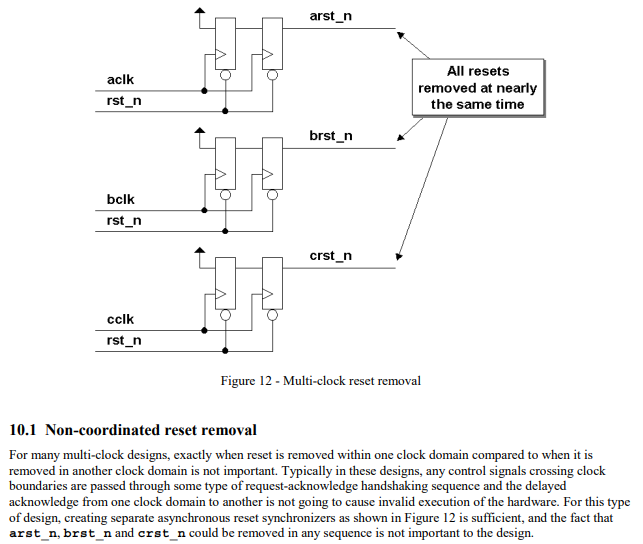 arst_n
All resets
removed at nearly
the same time
aclk
rst_n
brst_n
bclk
rst_n
crst_n
cclk
rst_n
Figure 12 - Multi-clock reset removal
10.1 Non-coordinated reset removal
For many multi-clock designs, exactly when reset is removed within one clock domain compared to when it is
removed in another clock domain is not important. Typically in these designs, any control signals crossing clock
boundaries are passed through some type of request-acknowledge handshaking sequence and the delayed
acknowledge from one clock domain to another is not going to cause invalid execution of the hardware. For this type
of design, creating separate asynchronous reset synchronizers as shown in Figure 12 is sufficient, and the fact that
arst_n, brst_n and crst_n could be removed in any sequence is not important to the design.